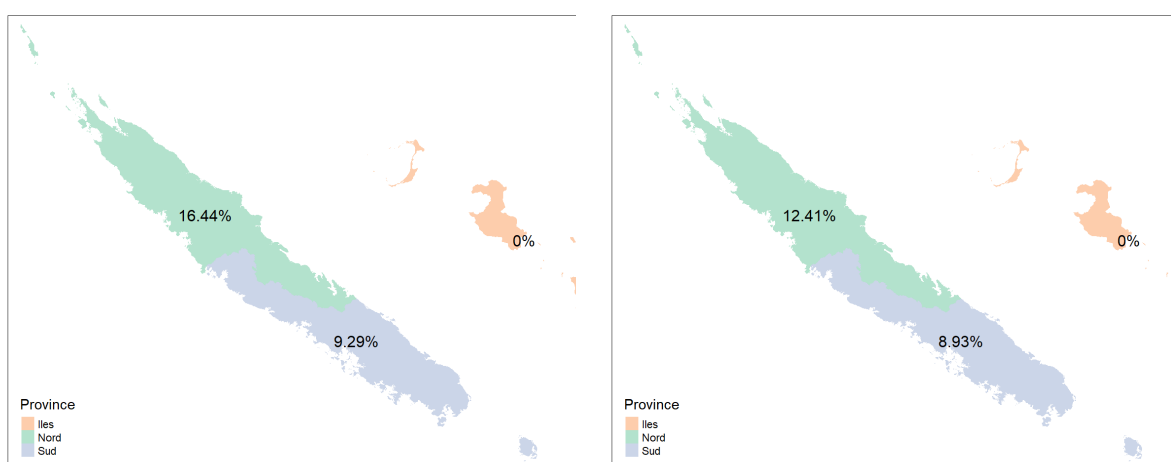 16.44%
0%
9.29%
Province
Iles
Nord
Sud
12.41%
0%
8.93%
Province
Iles
Nord
Sud